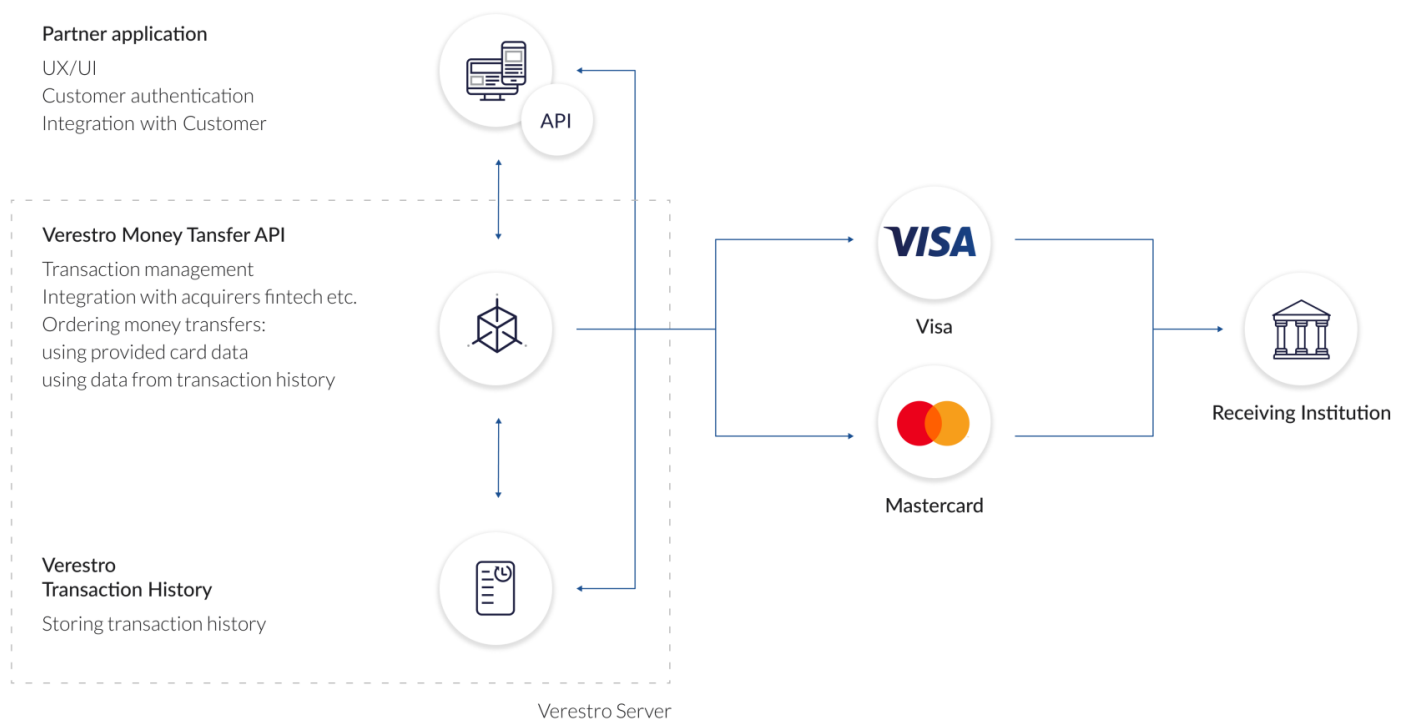 Partner application
UX/UI
Customer authentication
Integration with Customer
API
Verestro Money Tansfer API
Transaction management
Integration with acquirers fintech etc.
Ordering money transfers:
using provided card data
using data from transaction history
VISA
Visa
Receiving Institution
Mastercard
Verestro
Transaction History
Storing transaction history
Verestro Server